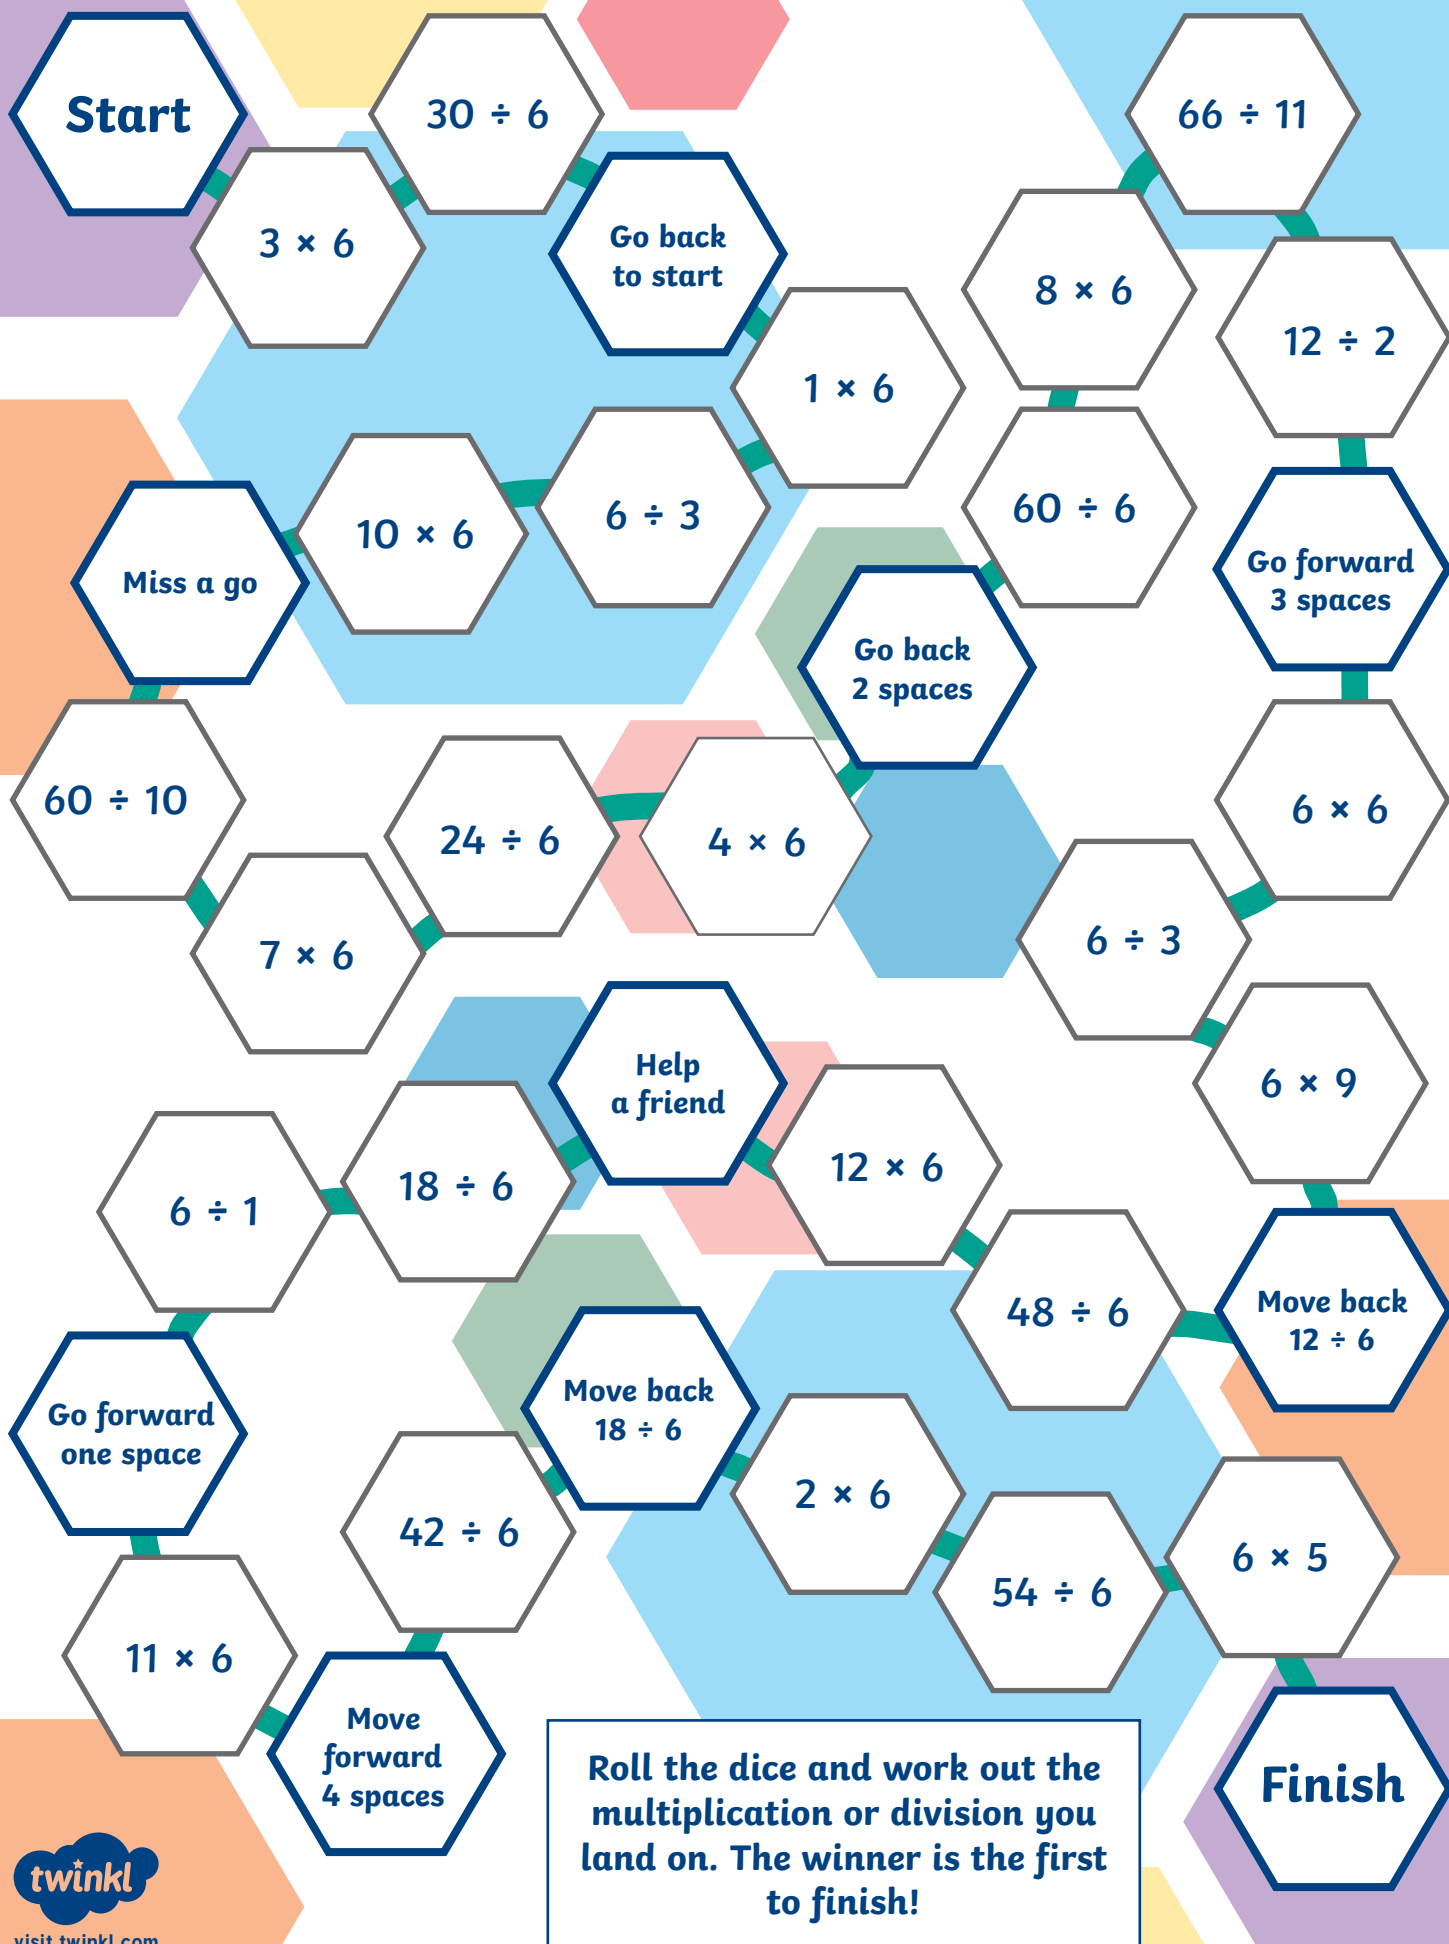 Start
3 × 6
30 ÷ 6
Go back
to start
1 × 6
6 ÷ 3
10 × 6
Miss a go
60 ÷ 10
7 × 6
24 ÷ 6
4 × 6
Go back
2 spaces
60 ÷ 6
8 × 6
66 ÷ 11
12 ÷ 2
Go forward
3 spaces
6 × 6
6 ÷ 3
6 × 9
Move back
12 ÷ 6
48 ÷ 6
12 × 6
Help
a friend
18 ÷ 6
6 ÷ 1
Go forward
one space
11 × 6
Move
forward
4 spaces
42 ÷ 6
Move back
18 ÷ 6
2 × 6
54 ÷ 6
6 × 5
Finish
Roll the dice and work out the
multiplication or division you
land on. The winner is the first
to finish!
twinkl
visit twinkl.com